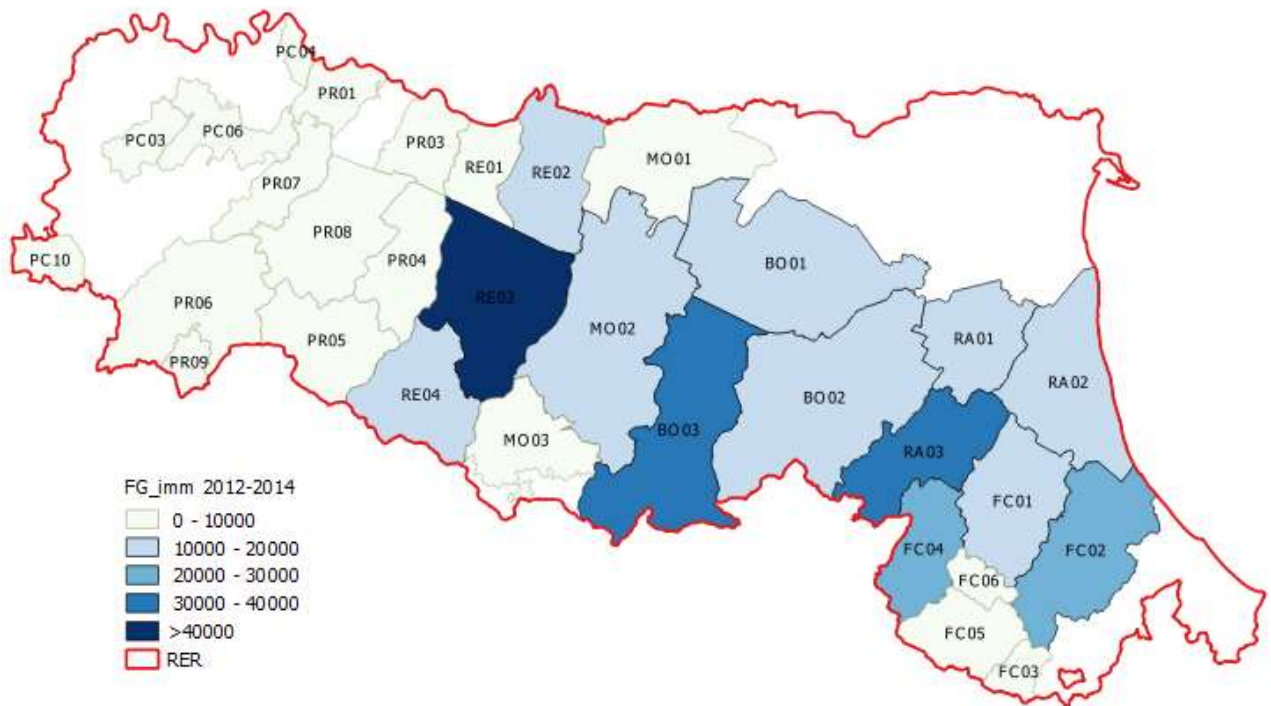 PC04
PR01
PC03
PC06
PR03
RE01
RE02
MO01
PR07
PR08
PR04
PC10
BO01
PR06
RE03
PR05
MO02
RA01
PR09
RE04
BO02
RA02
MO03
BO03
RA03
FC01
FC04
FC02
FC06
FC05
FC03
FG_imm 2012-2014
0 - 10000
10000 - 20000
20000 - 30000
30000 - 40000
>40000
RER